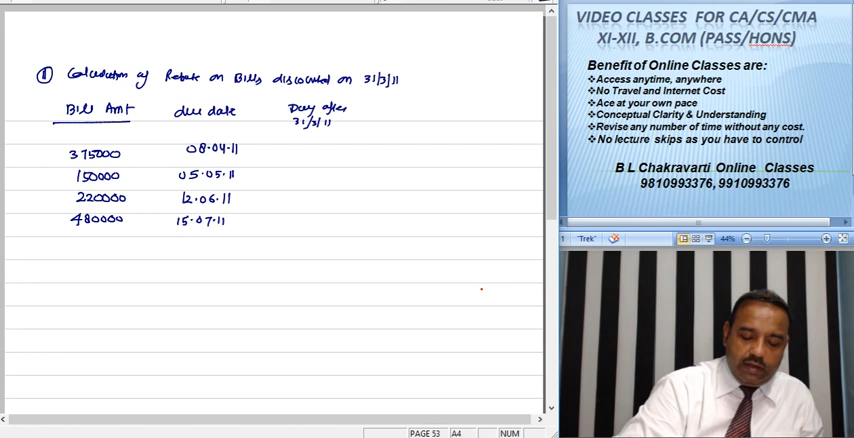 ① Calculation of Rebate on Bills discounted on 31/3/11
Bill Amt due date Day after
31/3/11
375000 08.04.11
150000 05.05.11
220000 12.06.11
480000 15.07.11
PAGE 53 A4 NUM
VIDEO CLASSES FOR CA/CS/CMA
XI-XII, B.COM (PASS/HONS)
Benefit of Online Classes are:
❖Access anytime, anywhere
❖No Travel and Internet Cost
❖Ace at your own pace
❖Conceptual Clarity & Understanding
❖Revise any number of time without any cost.
❖No lecture skips as you have to control
B L Chakravarti Online Classes
9810993376, 9910993376
1 "Trek" 44%